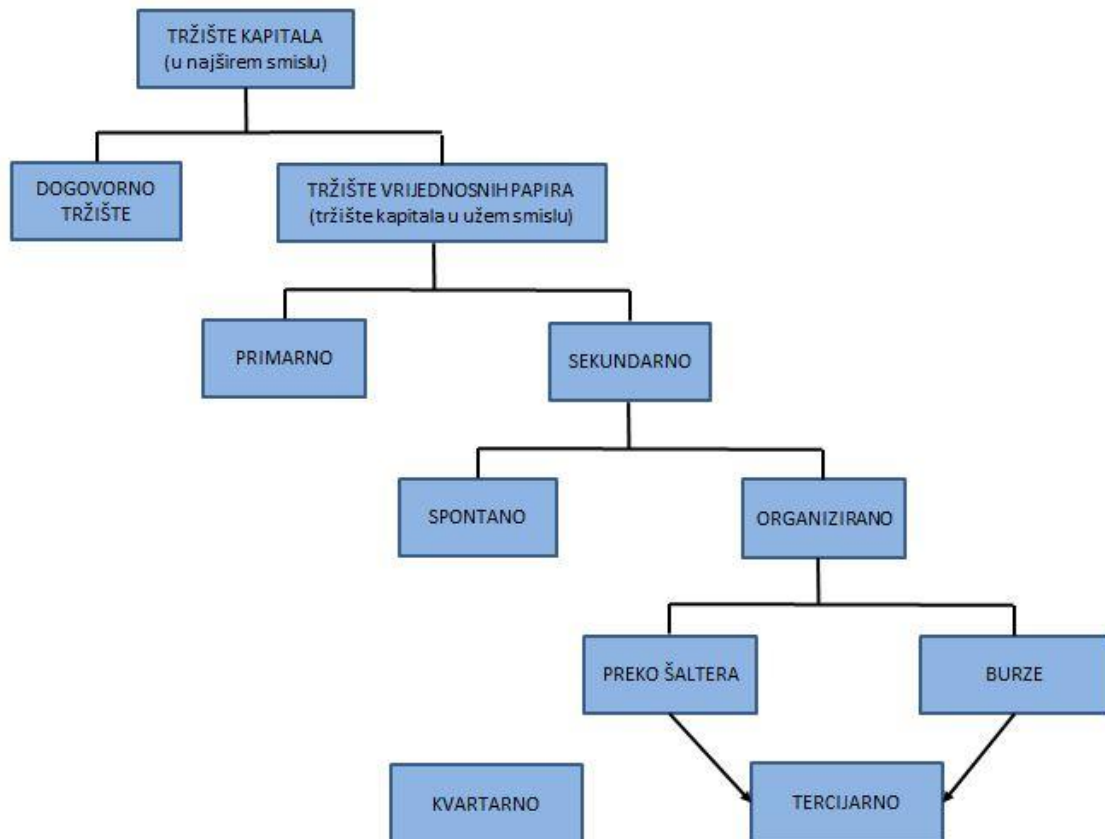 TRŽIŠTE KAPITALA
(u najširem smislu)
DOGOVORNO
TRŽIŠTE
TRŽIŠTE VRIJEDNOSNIH PAPIRA
(tržište kapitala u užem smislu)
PRIMARNO
SEKUNDARNO
SPONTANO
ORGANIZIRANO
PREKO ŠALTERA
BURZE
KVARTARNO
TERCIJARNO